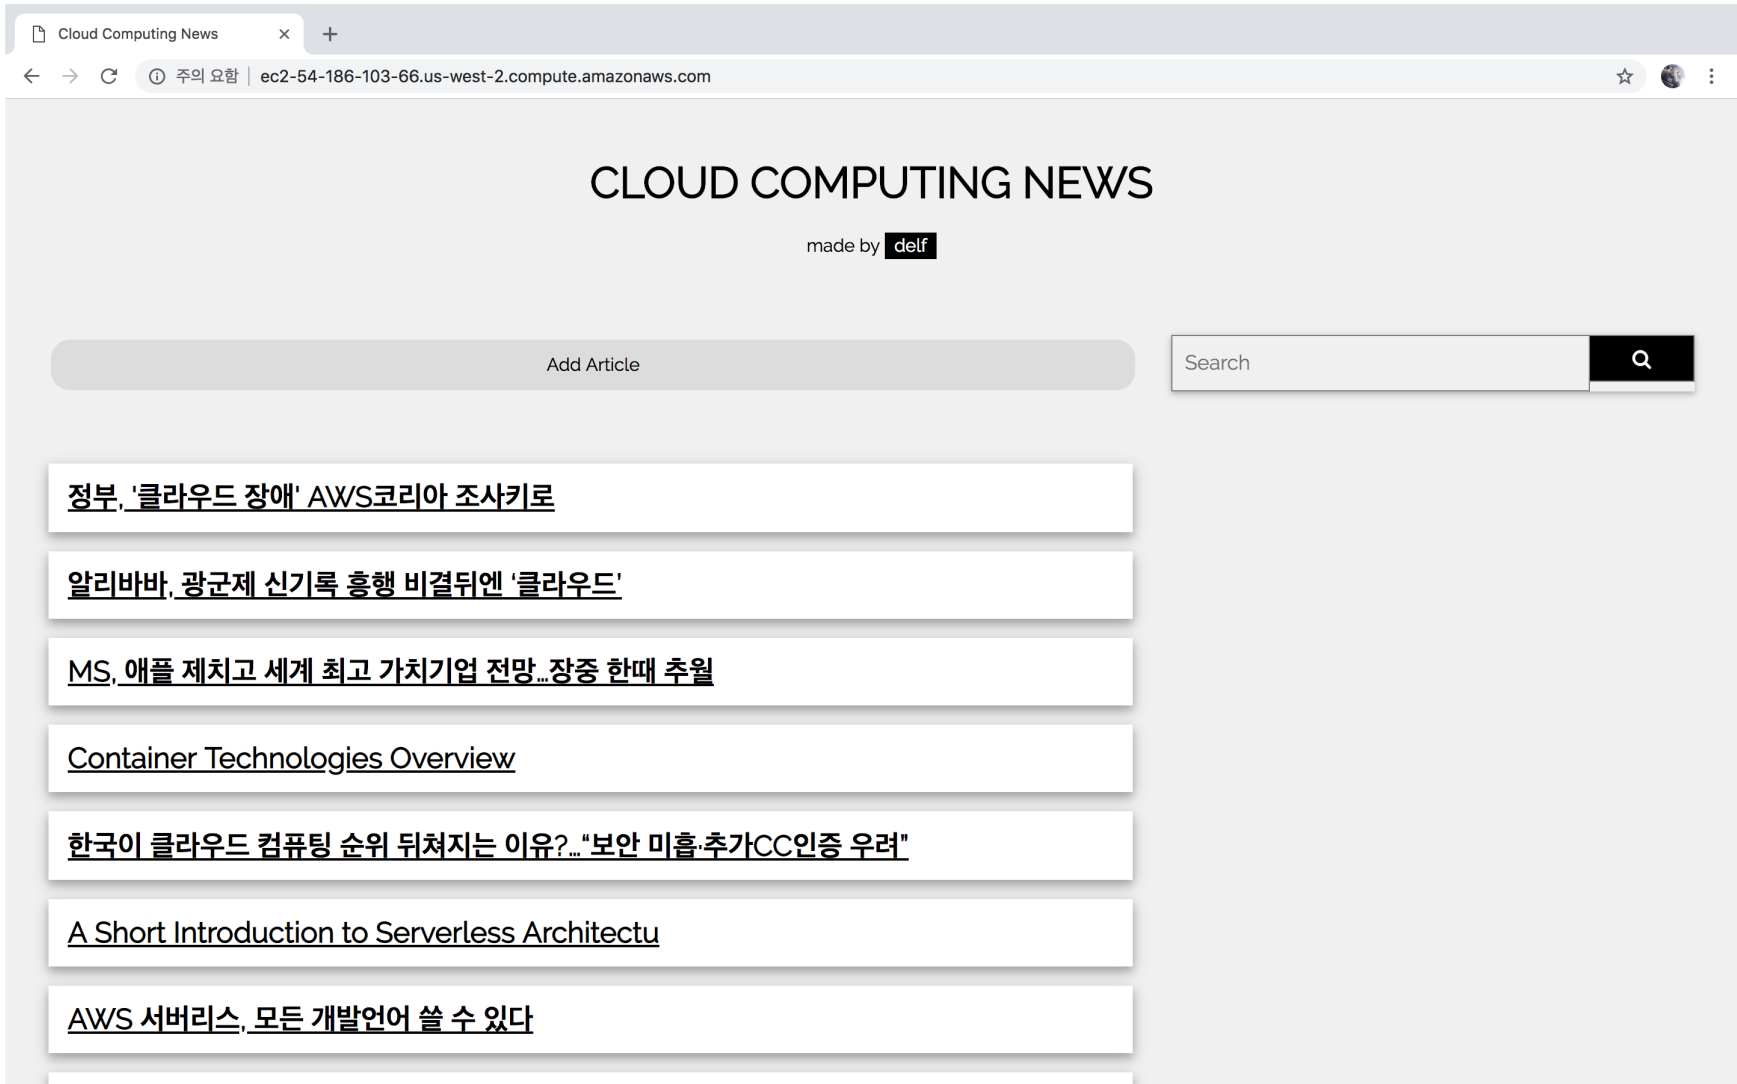 Cloud Computing News
주의 요함
ec2-54-186-103-66.us-west-2.compute.amazonaws.com
CLOUD COMPUTING NEWS
made by delf
Add Article
Search
정부, '클라우드 장애' AWS코리아 조사키로
알리바바, 광군제 신기록 흥행 비결뒤엔 ‘클라우드’
MS, 애플 제치고 세계 최고 가치기업 전망…장중 한때 추월
Container Technologies Overview
한국이 클라우드 컴퓨팅 순위 뒤쳐지는 이유?…“보안 미흡·추가CC인증 우려”
A Short Introduction to Serverless Architectu
AWS 서버리스, 모든 개발언어 쓸 수 있다